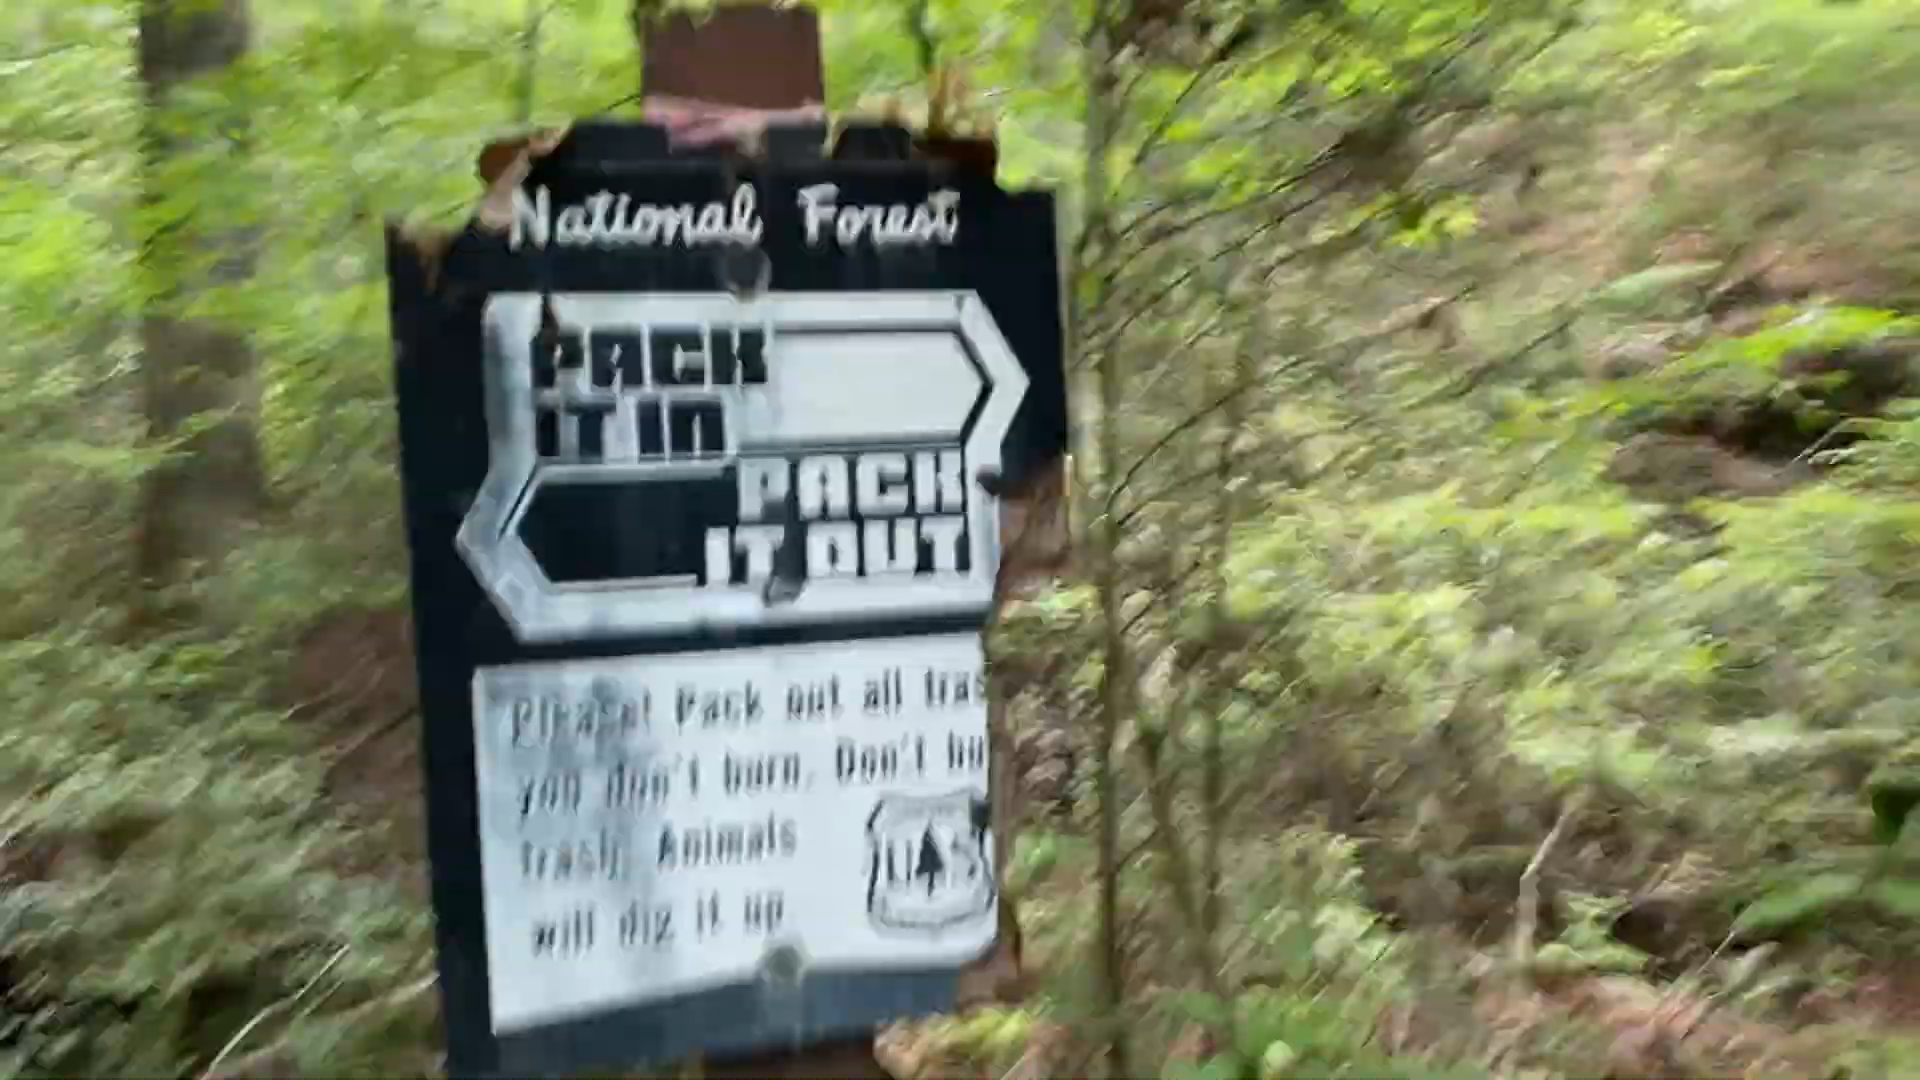 National Forest
PACK
IT IN
PACK
IT OUT
Please! Pack out all tras
you don't burn. Don't bu
trash. Animals
will dig it up
U S